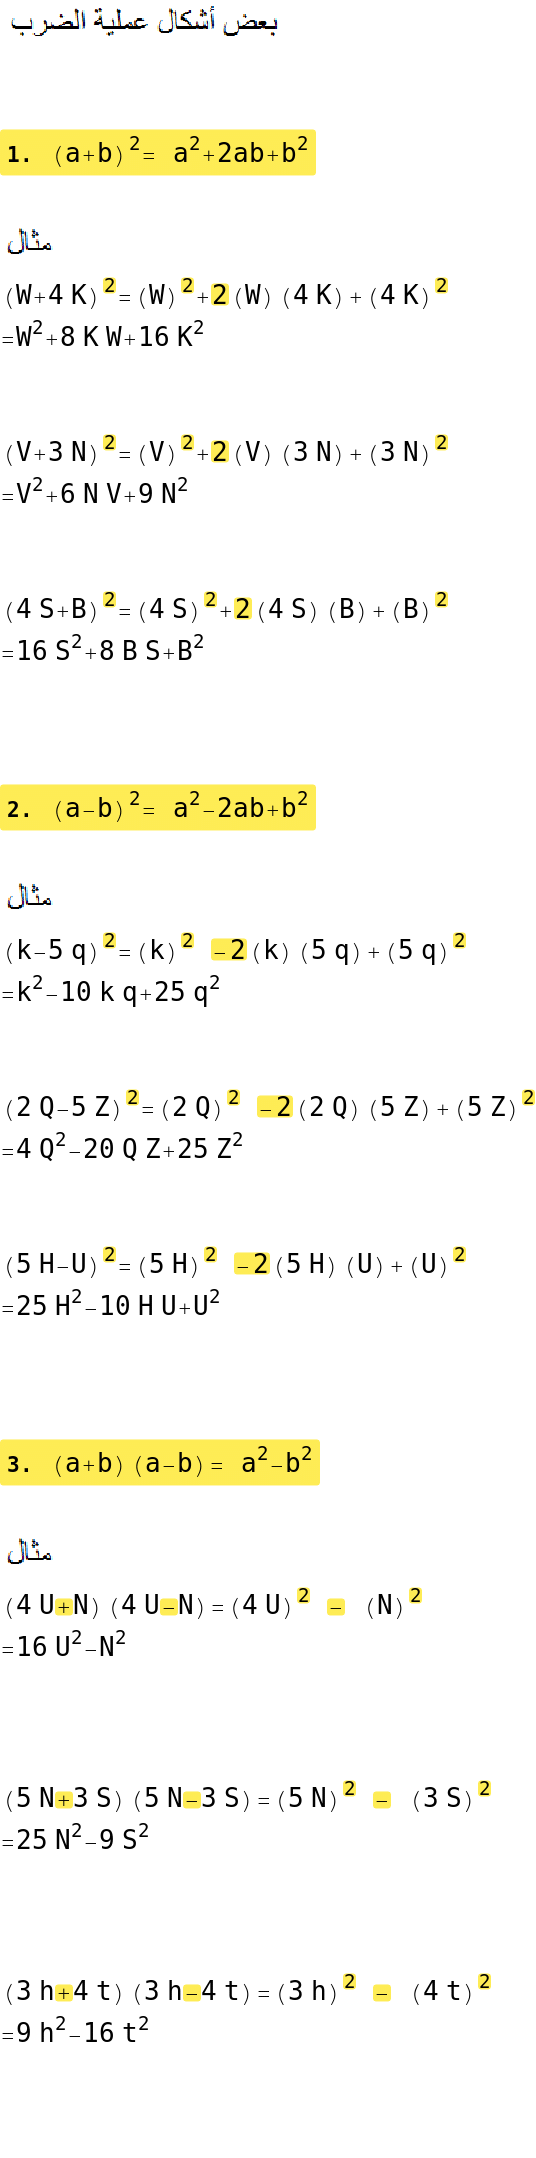 بعض أشكال عملية الضرب
1. (a+b)²= a²+2ab+b²
مثال
(W+4 K)²=(W)²+2(W) (4 K)+(4 K)²
=W²+8 K W+16 K²
(V+3 N)²=(V)²+2(V) (3 N)+(3 N)²
=V²+6 N V+9 N²
(4 S+B)²=(4 S)²+2(4 S) (B)+(B)²
=16 S²+8 B S+B²
2. (a−b)²= a²−2ab+b²
مثال
(k−5 q)²=(k)² −2(k) (5 q)+(5 q)²
=k²−10 k q+25 q²
(2 Q−5 Z)²=(2 Q)² −2(2 Q) (5 Z)+(5 Z)²
=4 Q²−20 Q Z+25 Z²
(5 H−U)²=(5 H)² −2(5 H) (U)+(U)²
=25 H²−10 H U+U²
3. (a+b)(a−b)= a²−b²
مثال
(4 U+N) (4 U−N)=(4 U)² − (N)²
=16 U²−N²
(5 N+3 S) (5 N−3 S)=(5 N)² − (3 S)²
=25 N²−9 S²
(3 h+4 t) (3 h−4 t)=(3 h)² − (4 t)²
=9 h²−16 t²